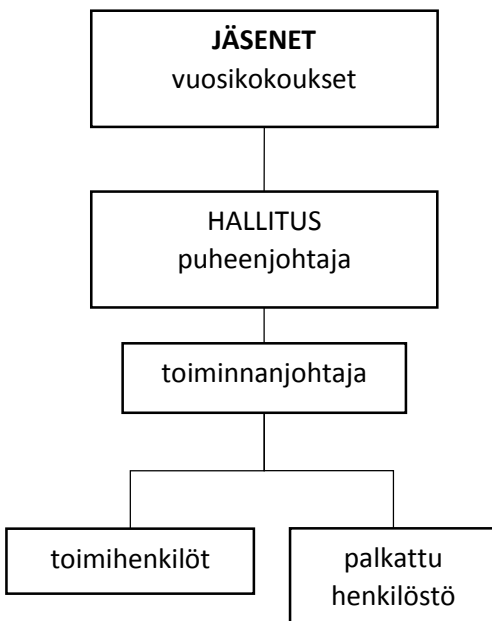 JÄSENET
vuosikokoukset
HALLITUS
puheenjohtaja
toiminnanjohtaja
toimihenkilöt
palkattu
henkilöstö